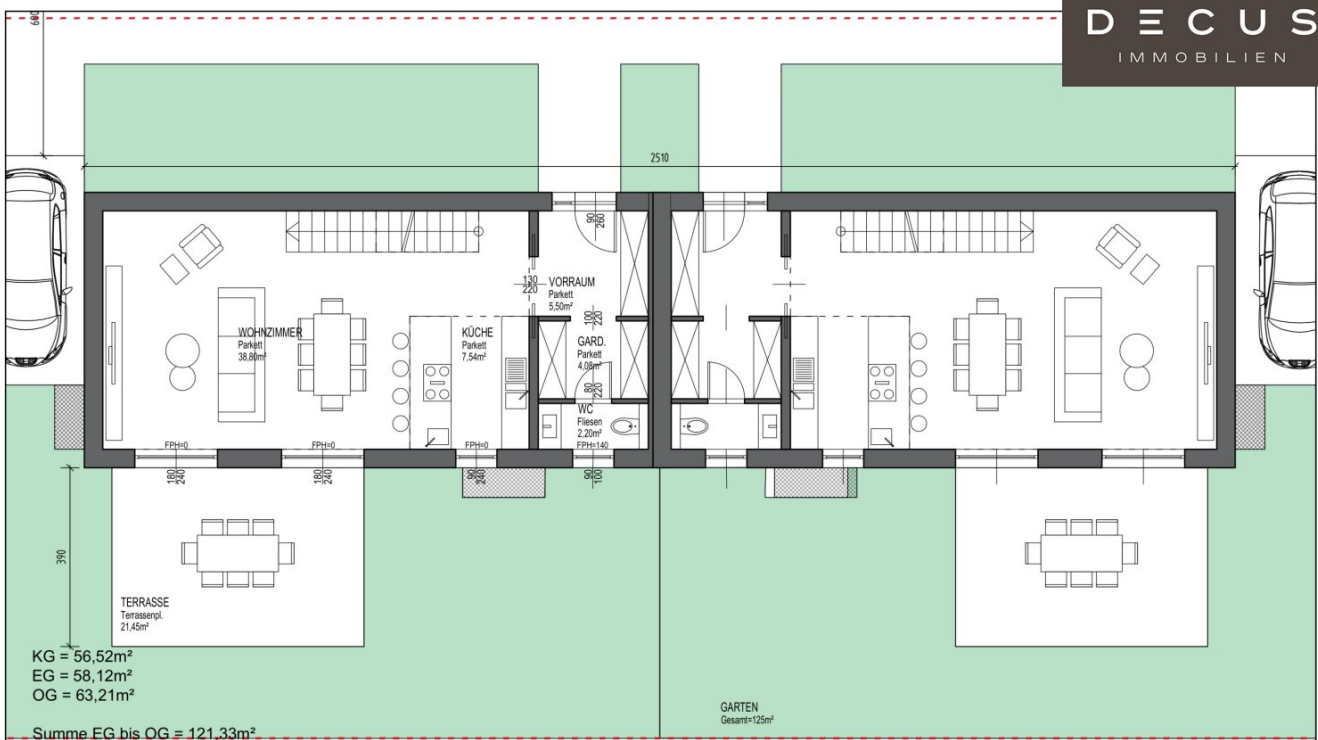 DECUS
IMMOBILIEN
600
2510
90
260
130
220
VORRAUM
Parkett
5,50m²
100
220
WOHNZIMMER
Parkett
38,80m²
KÜCHE
Parkett
7,54m²
GARD.
Parkett
4,08m²
80
220
WC
Fliesen
2,20m²
FPH=0
FPH=0
FPH=0
FPH=140
180
240
180
240
90
240
90
100
390
TERRASSE
Terrassenpl.
21,45m²
KG = 56,52m²
EG = 58,12m²
OG = 63,21m²
Summe EG bis OG = 121,33m²
GARTEN
Gesamt=125m²